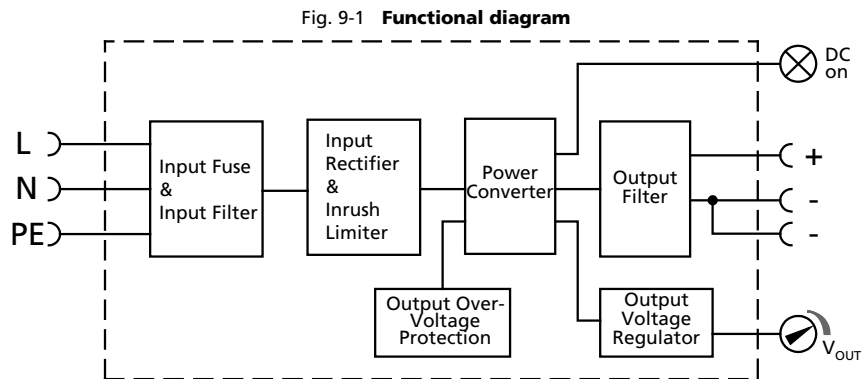 Fig. 9-1 Functional diagram
DC
on
L
N
PE
Input Fuse
&
Input Filter
Input
Rectifier
&
Inrush
Limiter
Power
Converter
Output
Filter
+
-
-
Output Over-
Voltage
Protection
Output
Voltage
Regulator
VOUT